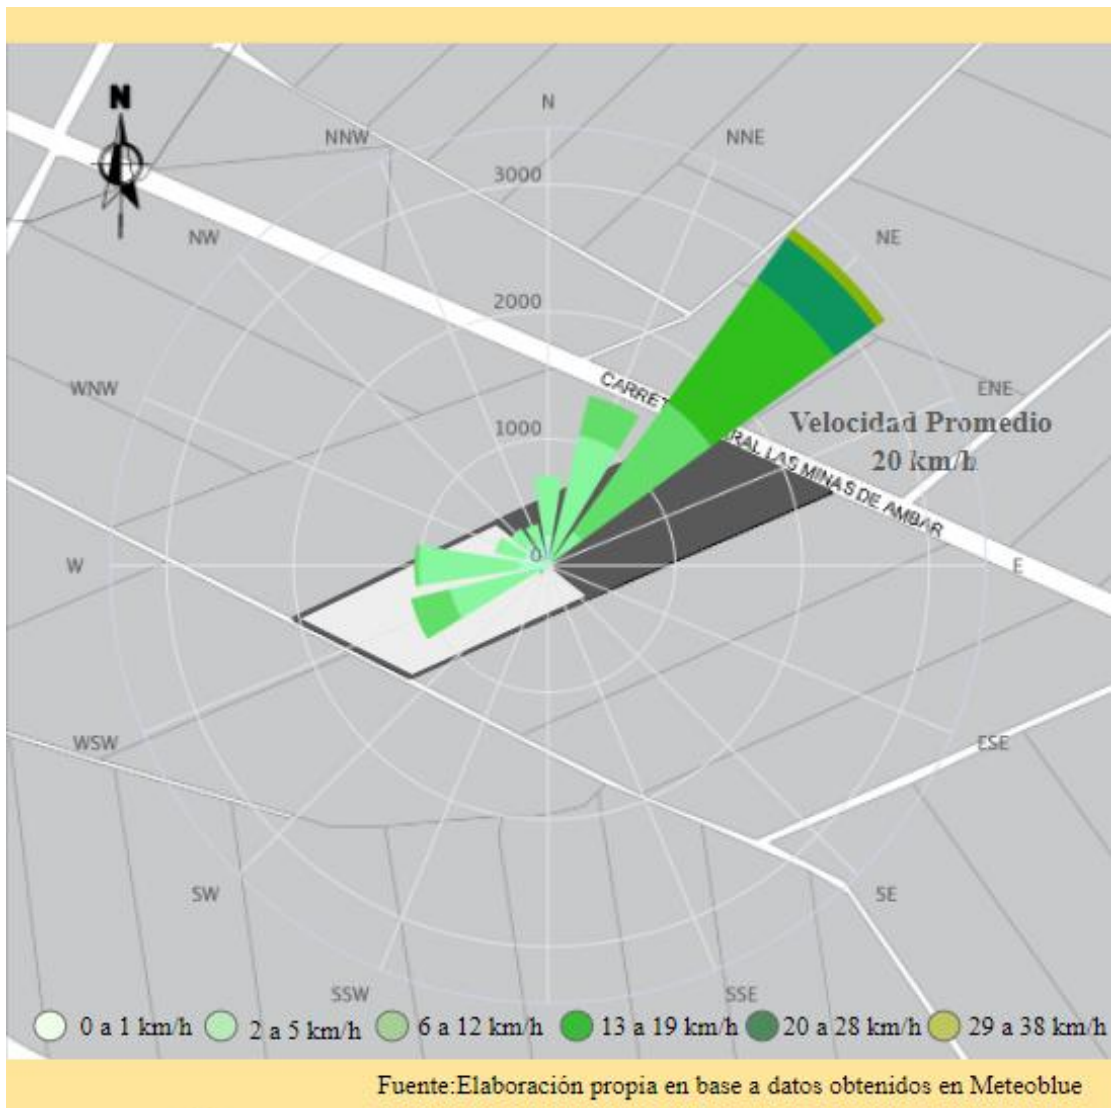 N
N
NNW
NNE
3000
NW
NE
2000
WNW
ENE
CARRET
1000
Velocidad Promedio
20 km/h
RAL LAS MINAS DE AMBAR
0
W
E
WSW
ESE
SW
SE
SSW
SSE
0 a 1 km/h
2 a 5 km/h
6 a 12 km/h
13 a 19 km/h
20 a 28 km/h
29 a 38 km/h
Fuente:Elaboración propia en base a datos obtenidos en Meteoblue